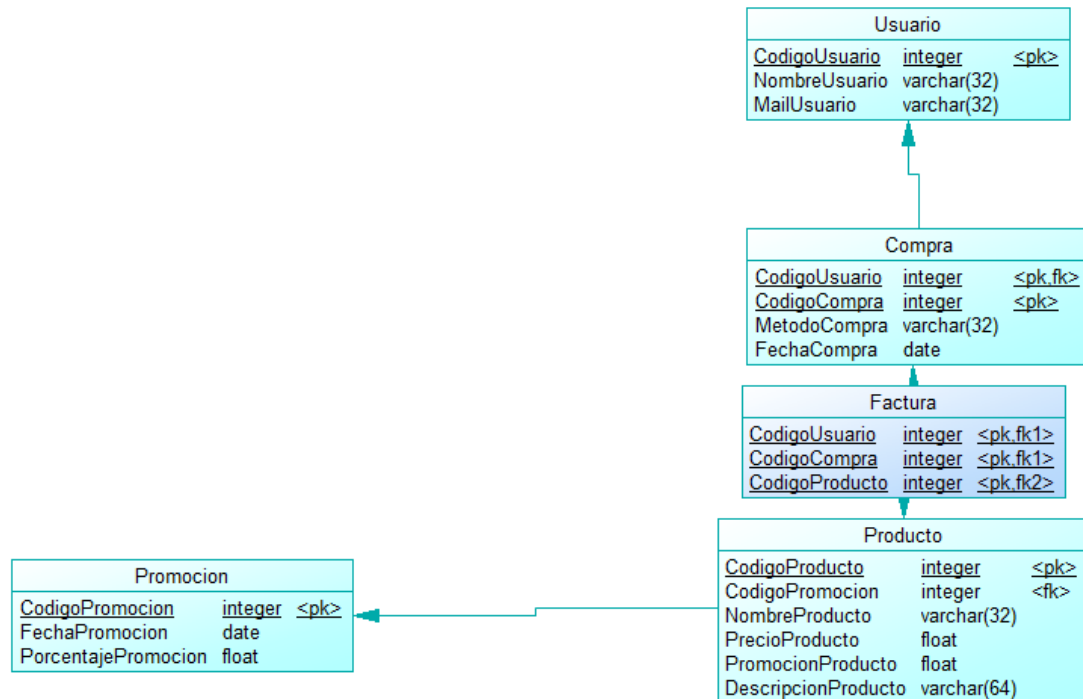 Usuario
CodigoUsuario integer <pk>
NombreUsuario varchar(32)
MailUsuario varchar(32)
Compra
CodigoUsuario integer <pk,fk>
CodigoCompra integer <pk>
MetodoCompra varchar(32)
FechaCompra date
Factura
CodigoUsuario integer <pk,fk1>
CodigoCompra integer <pk,fk1>
CodigoProducto integer <pk,fk2>
Producto
CodigoProducto integer <pk>
CodigoPromocion integer <fk>
NombreProducto varchar(32)
PrecioProducto float
PromocionProducto float
DescripcionProducto varchar(64)
Promocion
CodigoPromocion integer <pk>
FechaPromocion date
PorcentajePromocion float